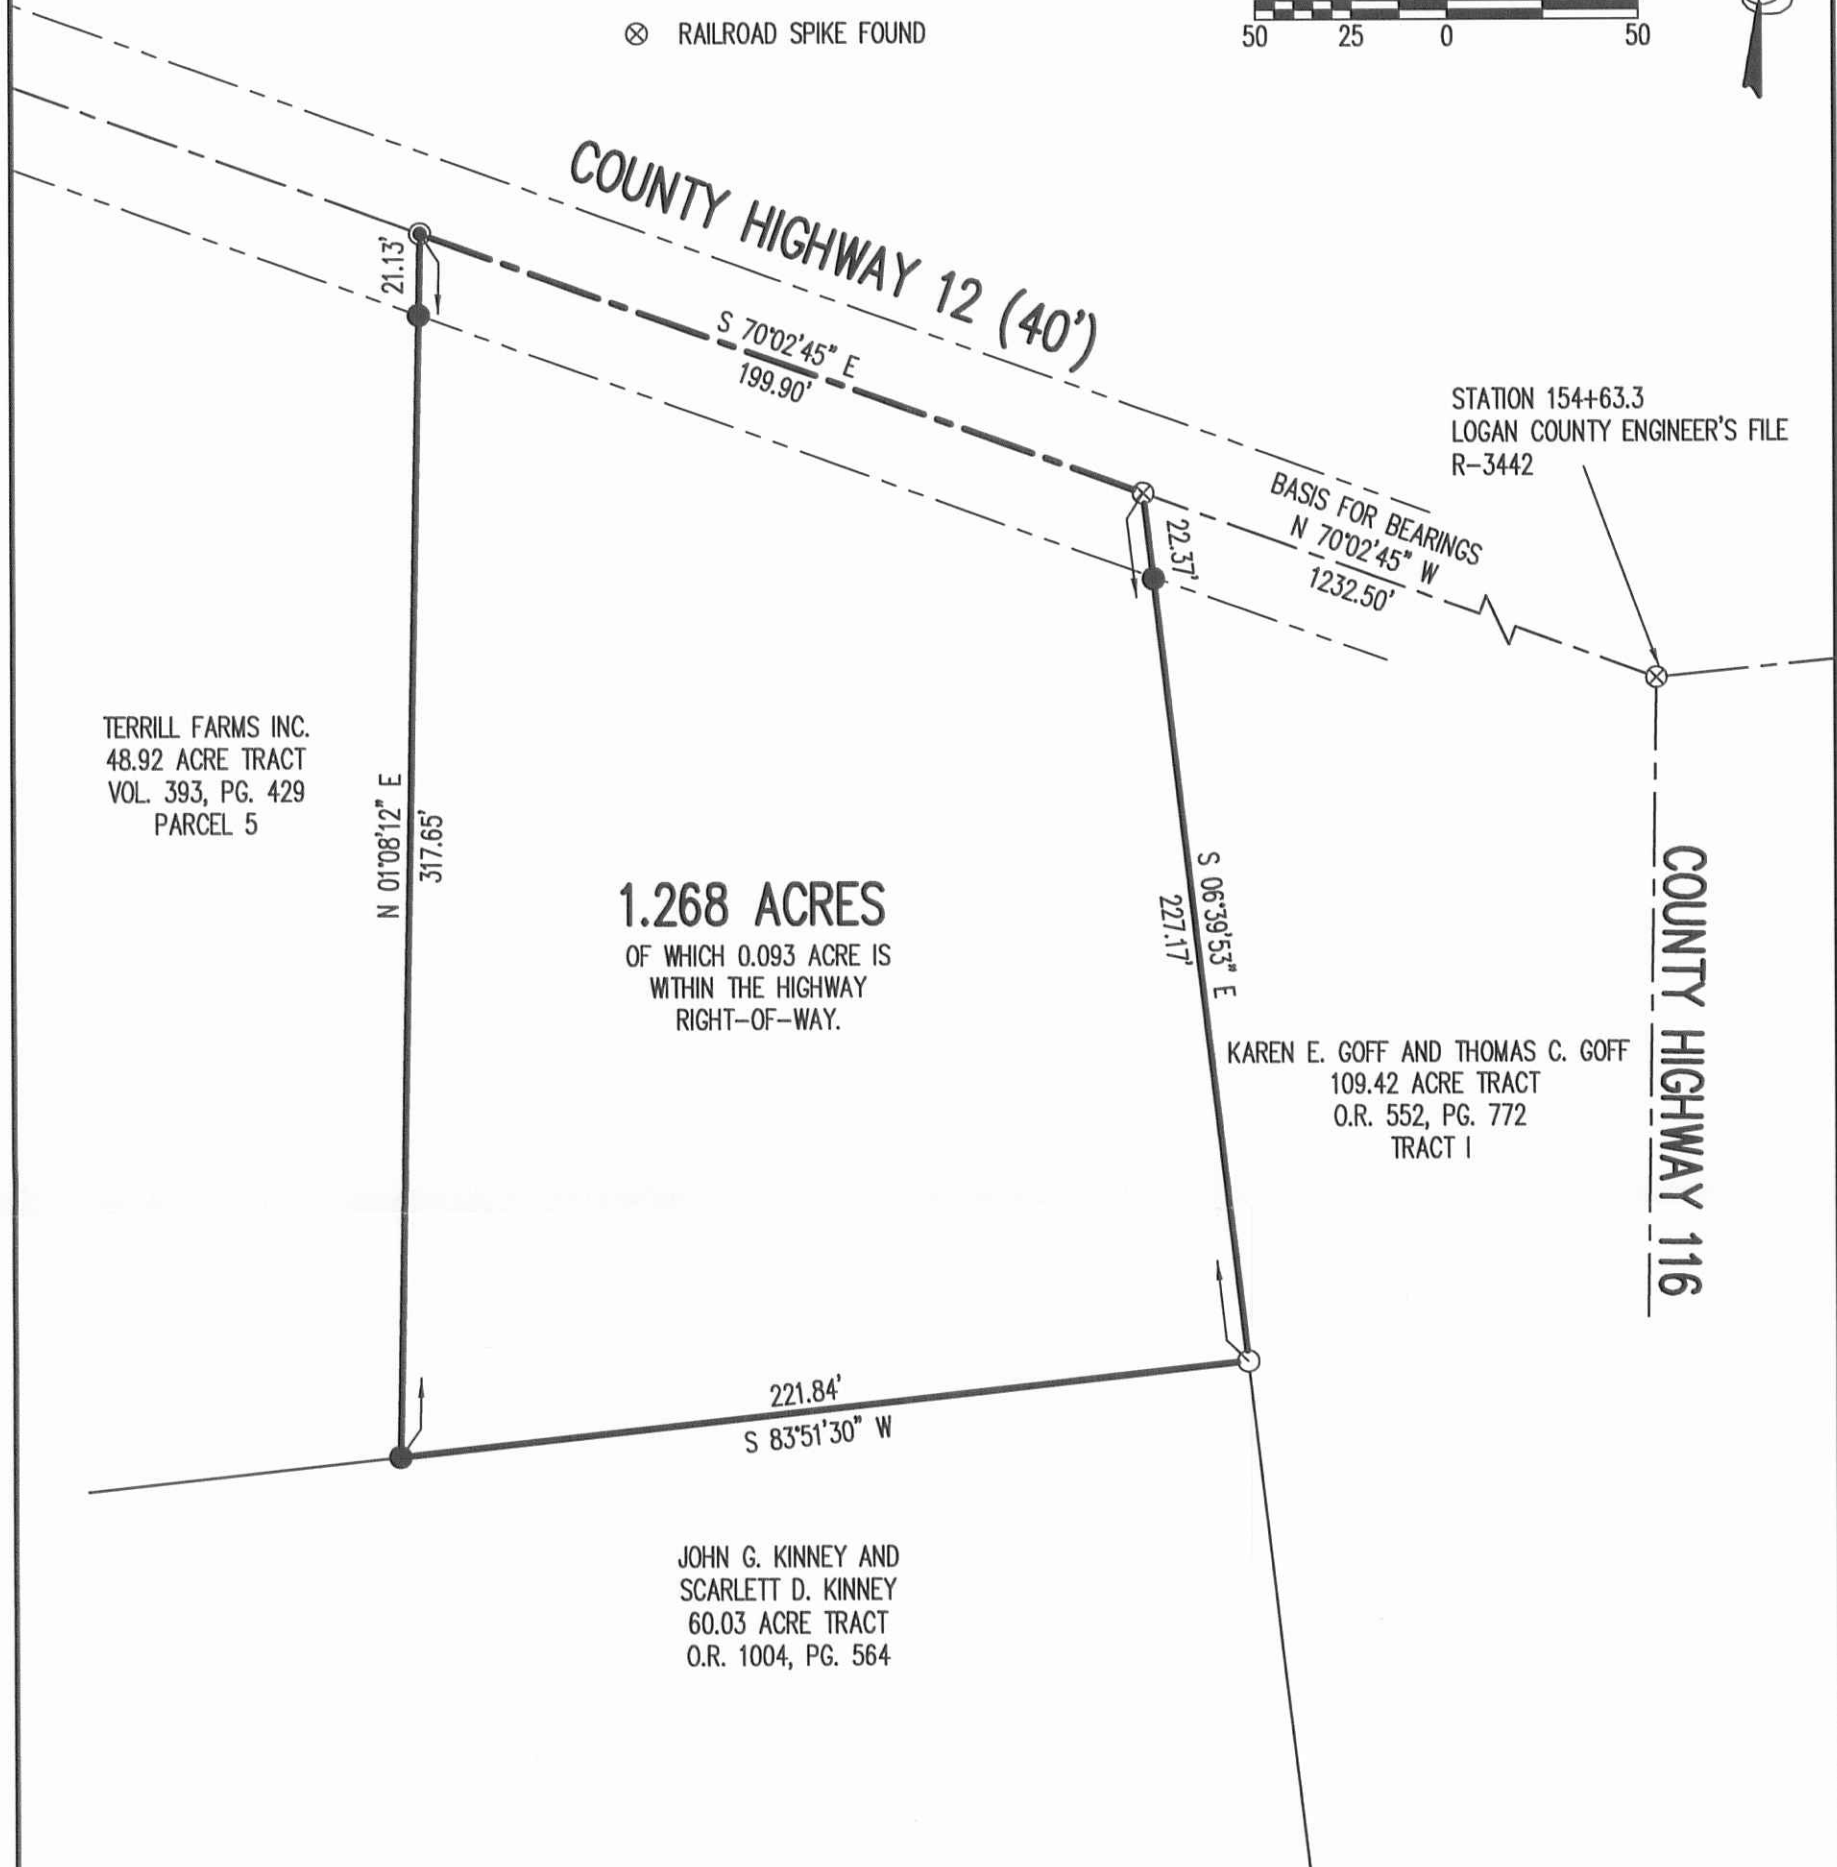 ⊗ RAILROAD SPIKE FOUND
50 25 0 50
COUNTY HIGHWAY 12 (40')
21.13'
S 70°02'45" E
199.90'
STATION 154+63.3
LOGAN COUNTY ENGINEER'S FILE
R-3442
BASIS FOR BEARINGS
N 70°02'45" W
1232.50'
22.37'
TERRILL FARMS INC.
48.92 ACRE TRACT
VOL. 393, PG. 429
PARCEL 5
N 01°08'12" E
317.65'
1.268 ACRES
OF WHICH 0.093 ACRE IS
WITHIN THE HIGHWAY
RIGHT-OF-WAY.
S 06°39'53" E
227.17'
KAREN E. GOFF AND THOMAS C. GOFF
109.42 ACRE TRACT
O.R. 552, PG. 772
TRACT I
COUNTY HIGHWAY 116
221.84'
S 83°51'30" W
JOHN G. KINNEY AND
SCARLETT D. KINNEY
60.03 ACRE TRACT
O.R. 1004, PG. 564